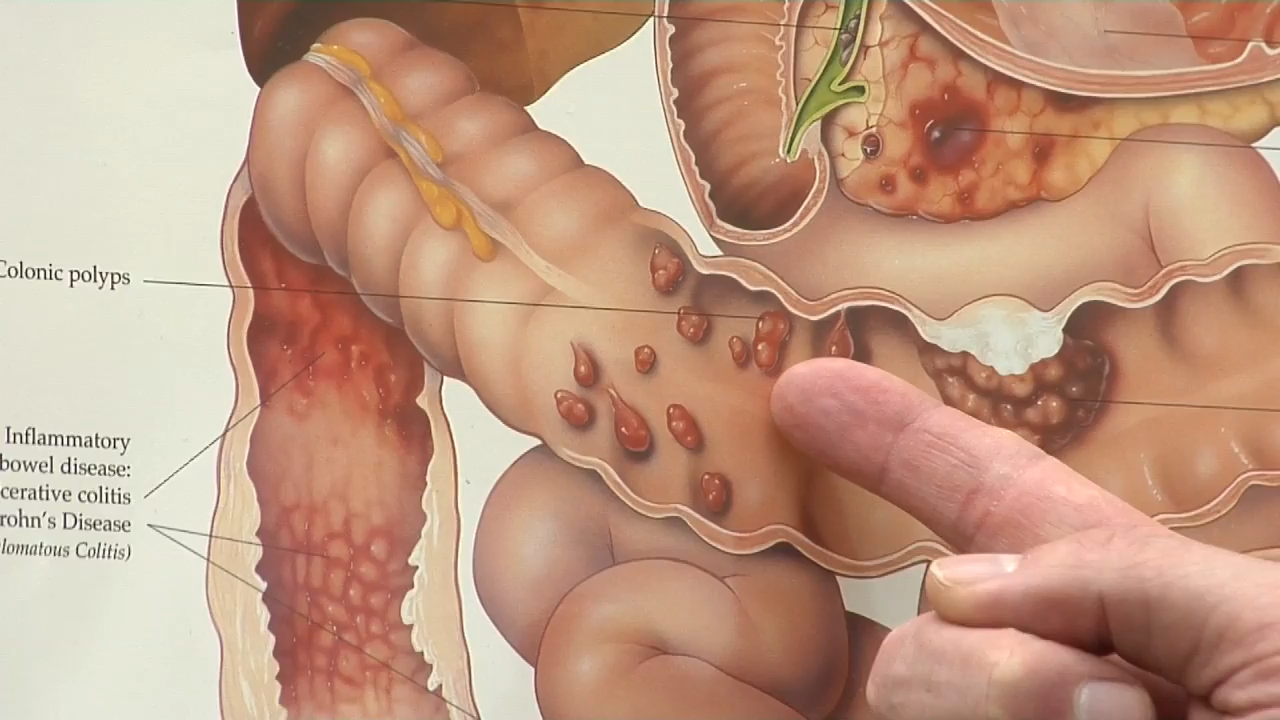 Colonic polyps
Inflammatory
bowel disease:
cerative colitis
rohn's Disease
lomatous Colitis)